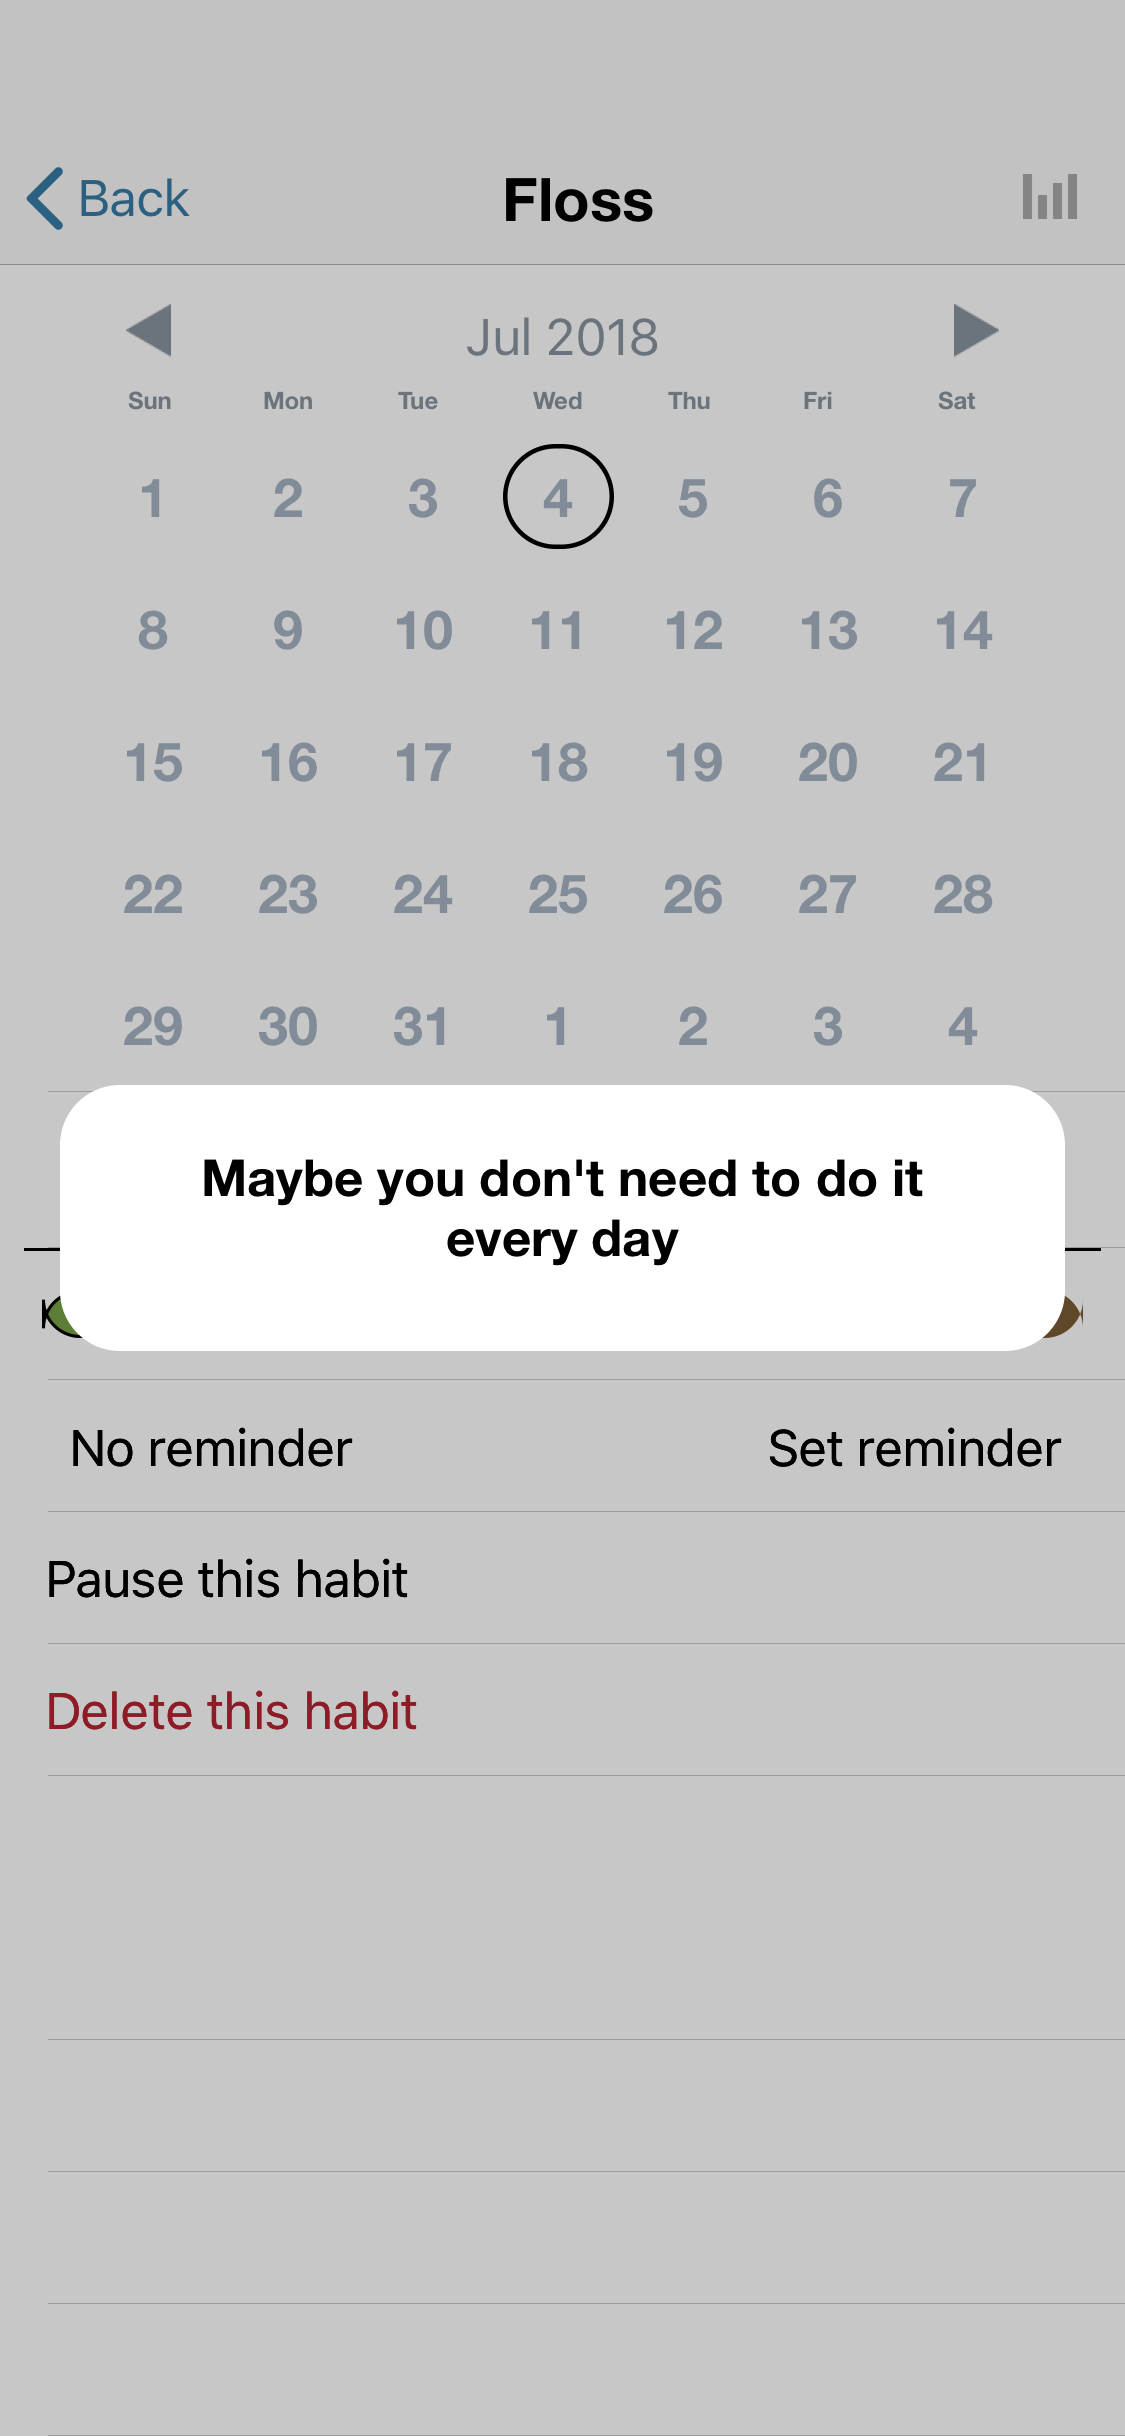 Back
Floss
Jul 2018
Sun Mon Tue Wed Thu Fri Sat
1 2 3 4 5 6 7
8 9 10 11 12 13 14
15 16 17 18 19 20 21
22 23 24 25 26 27 28
29 30 31 1 2 3 4
Maybe you don't need to do it
every day
No reminder Set reminder
Pause this habit
Delete this habit